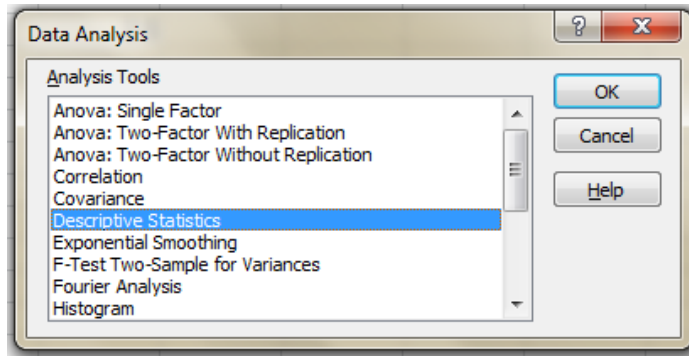 Data Analysis
Analysis Tools
Anova: Single Factor
Anova: Two-Factor With Replication
Anova: Two-Factor Without Replication
Correlation
Covariance
Descriptive Statistics
Exponential Smoothing
F-Test Two-Sample for Variances
Fourier Analysis
Histogram
OK
Cancel
Help